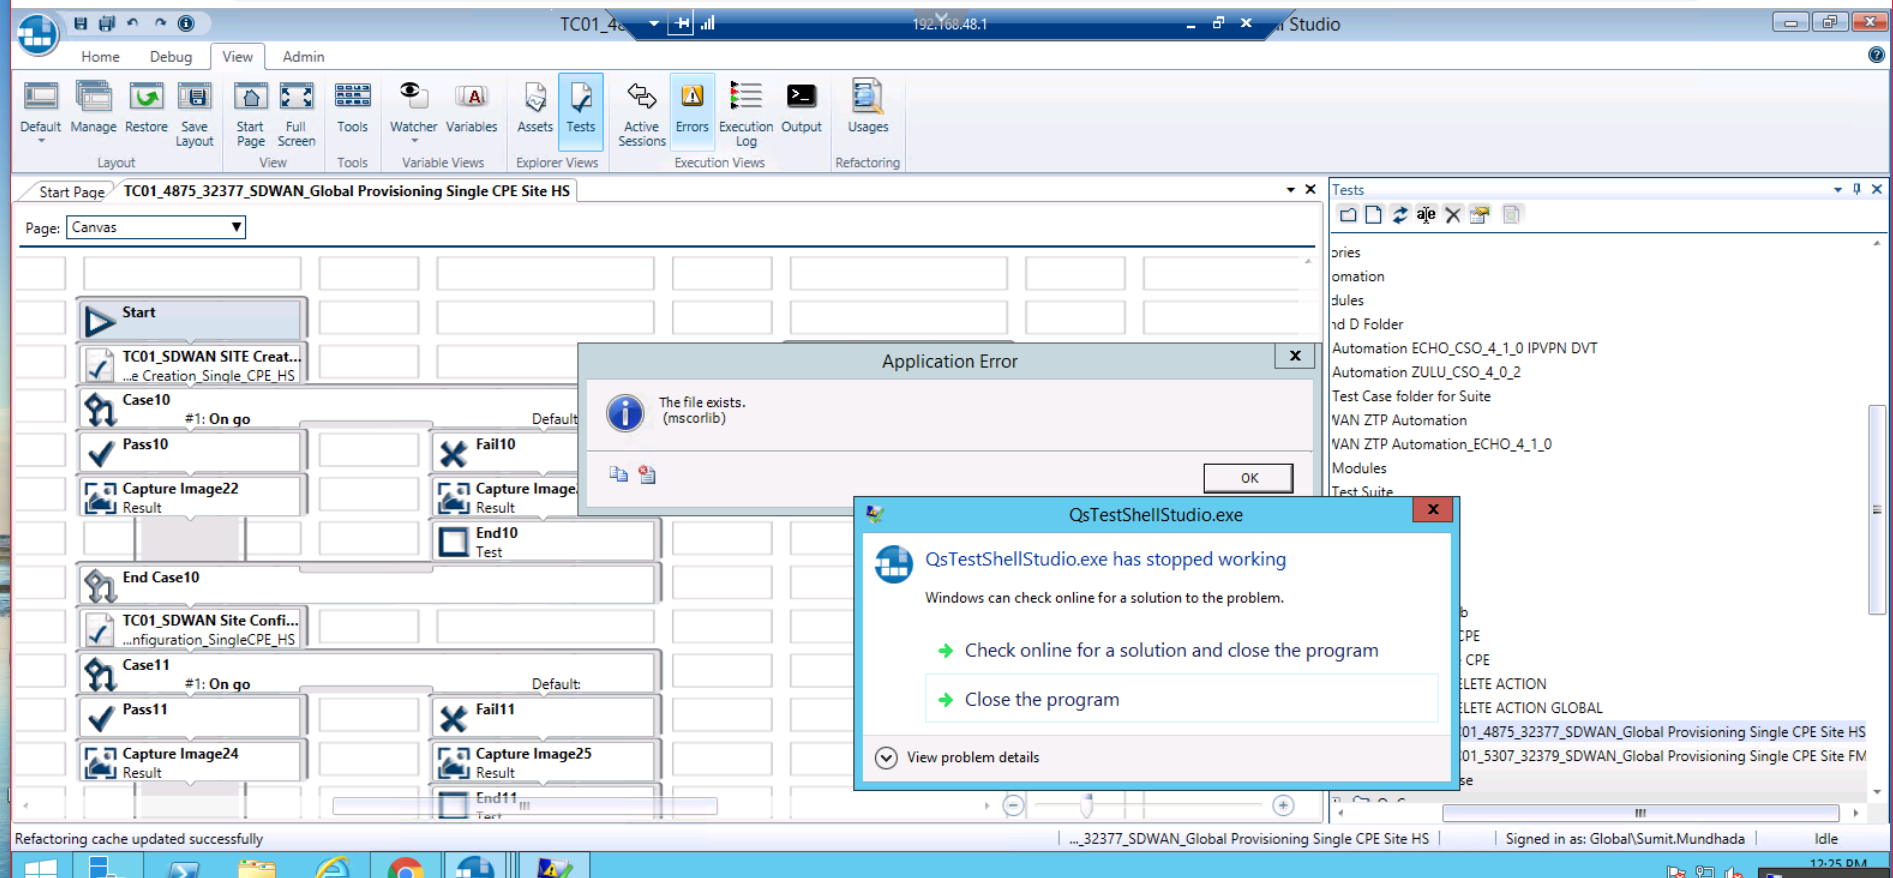 TC01_48
192.168.48.1
Studio
Home Debug View Admin
Default Manage Restore Save Layout Start Page Full Screen Tools Watcher Variables Assets Tests Active Sessions Errors Execution Log Output Usages
Layout View Tools Variable Views Explorer Views Execution Views Refactoring
Start Page TC01_4875_32377_SDWAN_Global Provisioning Single CPE Site HS
Page: Canvas
Start
TC01_SDWAN SITE Creat...
...e Creation_Single_CPE_HS
Case10
#1: On go Default
Pass10 Fail10
Capture Image22 Capture Image
Result Result
End10
Test
End Case10
TC01_SDWAN Site Confi...
...nfiguration_SingleCPE_HS
Case11
#1: On go Default:
Pass11 Fail11
Capture Image24 Capture Image25
Result Result
End11
Test
Application Error
The file exists.
(mscorlib)
OK
QsTestShellStudio.exe
QsTestShellStudio.exe has stopped working
Windows can check online for a solution to the problem.
Check online for a solution and close the program
Close the program
View problem details
Tests
ories
omation
dules
nd D Folder
Automation ECHO_CSO_4_1_0 IPVPN DVT
Automation ZULU_CSO_4_0_2
Test Case folder for Suite
VAN ZTP Automation
VAN ZTP Automation_ECHO_4_1_0
Modules
Test Suite
b
CPE
CPE
ELETE ACTION
ELETE ACTION GLOBAL
01_4875_32377_SDWAN_Global Provisioning Single CPE Site HS
01_5307_32379_SDWAN_Global Provisioning Single CPE Site FM
se
Refactoring cache updated successfully
..._32377_SDWAN_Global Provisioning Single CPE Site HS
Signed in as: Global\Sumit.Mundhada
Idle
12:25 PM